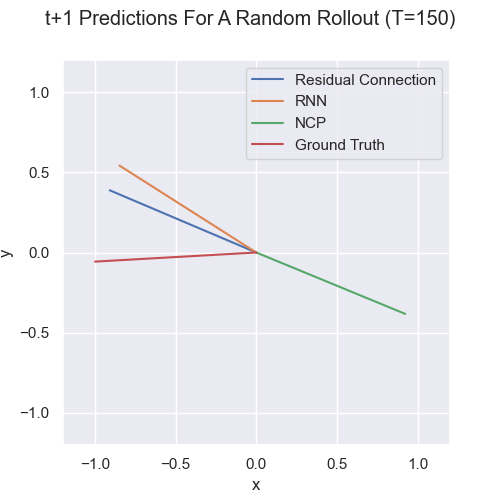 t+1 Predictions For A Random Rollout (T=150)
Residual Connection
RNN
NCP
Ground Truth
1.0
0.5
0.0
−0.5
−1.0
y
−1.0 −0.5 0.0 0.5 1.0
x